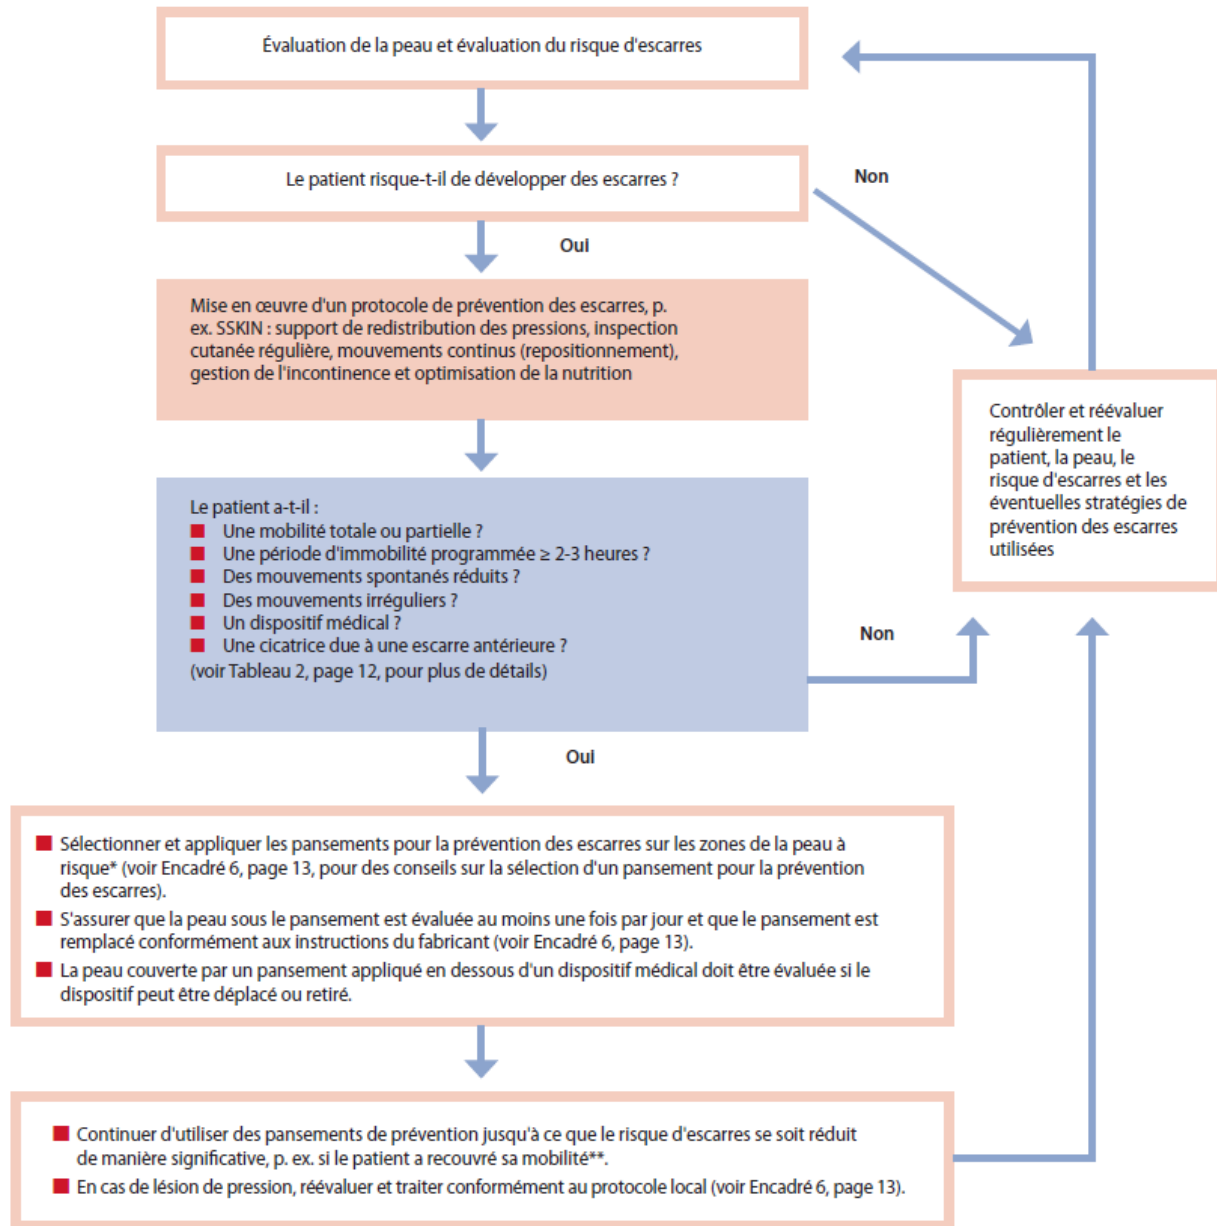 Évaluation de la peau et évaluation du risque d'escarres
Le patient risque-t-il de développer des escarres ?
Non
Oui
Mise en œuvre d'un protocole de prévention des escarres, p.
ex. SSKIN : support de redistribution des pressions, inspection
cutanée régulière, mouvements continus (repositionnement),
gestion de l'incontinence et optimisation de la nutrition
Contrôler et réévaluer
régulièrement le
patient, la peau, le
risque d'escarres et les
éventuelles stratégies de
prévention des escarres
utilisées
Le patient a-t-il :
■ Une mobilité totale ou partielle ?
■ Une période d'immobilité programmée ≥ 2-3 heures ?
■ Des mouvements spontanés réduits ?
■ Des mouvements irréguliers ?
■ Un dispositif médical ?
■ Une cicatrice due à une escarre antérieure ?
(voir Tableau 2, page 12, pour plus de détails)
Non
Oui
■ Sélectionner et appliquer les pansements pour la prévention des escarres sur les zones de la peau à
risque* (voir Encadré 6, page 13, pour des conseils sur la sélection d'un pansement pour la prévention
des escarres).
■ S'assurer que la peau sous le pansement est évaluée au moins une fois par jour et que le pansement est
remplacé conformément aux instructions du fabricant (voir Encadré 6, page 13).
■ La peau couverte par un pansement appliqué en dessous d'un dispositif médical doit être évaluée si le
dispositif peut être déplacé ou retiré.
■ Continuer d'utiliser des pansements de prévention jusqu'à ce que le risque d'escarres se soit réduit
de manière significative, p. ex. si le patient a recouvré sa mobilité**.
■ En cas de lésion de pression, réévaluer et traiter conformément au protocole local (voir Encadré 6, page 13).